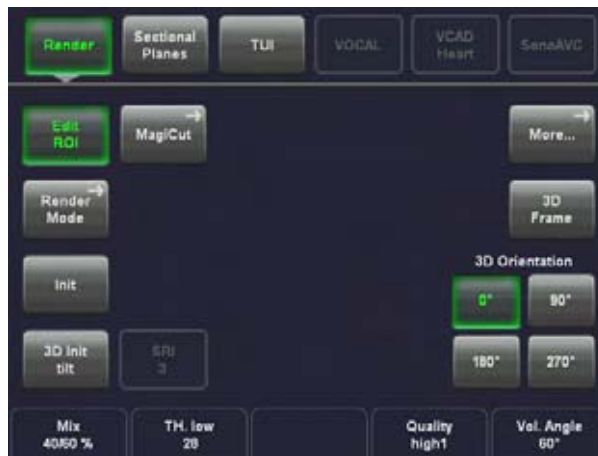 Render
Sectional
Planes
TUI
VOCAL
VCAD
Heart
SonoAVC
Edit
ROI
MagiCut
More...
Render
Mode
3D
Frame
Init
3D Orientation
0°
90°
3D Init
tilt
SRI
3
180°
270°
Mix
40/60 %
TH. low
28
Quality
high1
Vol. Angle
60°